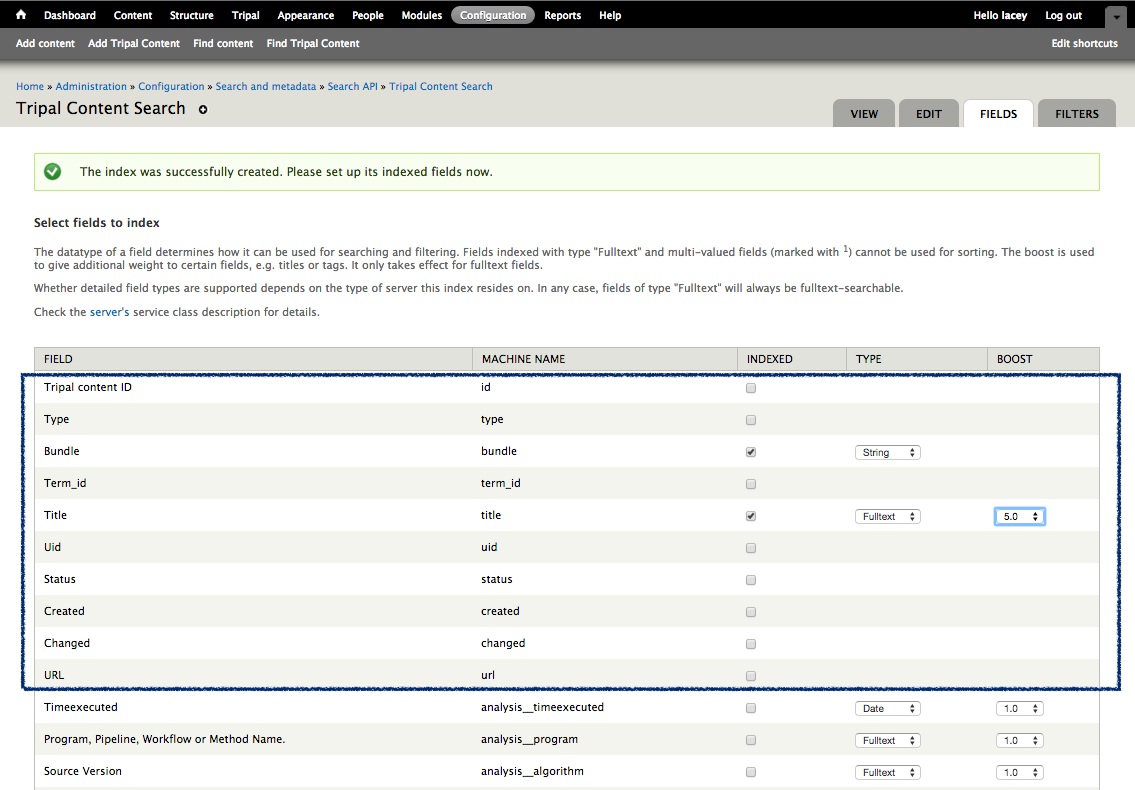 Dashboard Content Structure Tripal Appearance People Modules Configuration Reports Help Hello lacey Log out
Add content Add Tripal Content Find content Find Tripal Content Edit shortcuts
Home » Administration » Configuration » Search and metadata » Search API » Tripal Content Search
Tripal Content Search
VIEW EDIT FIELDS FILTERS
The index was successfully created. Please set up its indexed fields now.
Select fields to index
The datatype of a field determines how it can be used for searching and filtering. Fields indexed with type "Fulltext" and multi-valued fields (marked with 1) cannot be used for sorting. The boost is used
to give additional weight to certain fields, e.g. titles or tags. It only takes effect for fulltext fields.
Whether detailed field types are supported depends on the type of server this index resides on. In any case, fields of type "Fulltext" will always be fulltext-searchable.
Check the server's service class description for details.
FIELD MACHINE NAME INDEXED TYPE BOOST
Tripal content ID id
Type type
Bundle bundle String
Term_id term_id
Title title Fulltext 5.0
Uid uid
Status status
Created created
Changed changed
URL url
Timeexecuted analysis__timeexecuted Date 1.0
Program, Pipeline, Workflow or Method Name. analysis__program Fulltext 1.0
Source Version analysis__algorithm Fulltext 1.0